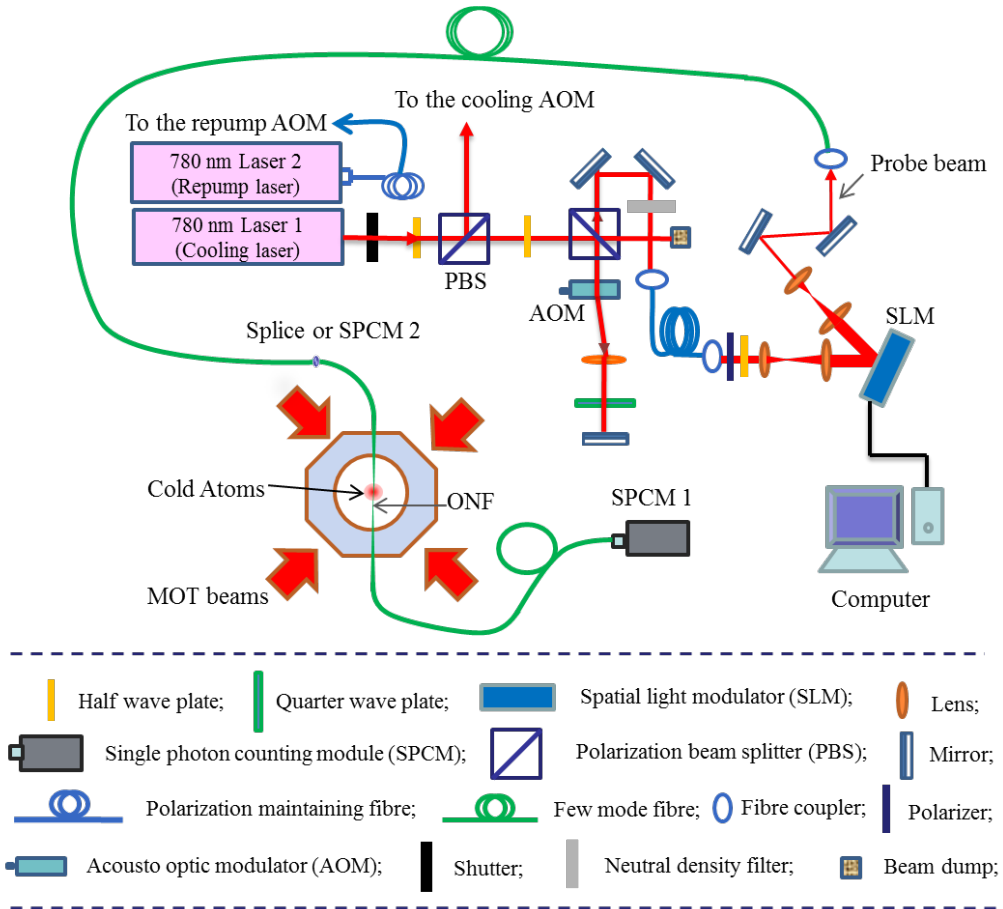 To the cooling AOM
To the repump AOM
780 nm Laser 2
(Repump laser)
Probe beam
780 nm Laser 1
(Cooling laser)
PBS
AOM
SLM
Splice or SPCM 2
Cold Atoms
ONF
SPCM 1
MOT beams
Computer
Half wave plate;
Quarter wave plate;
Spatial light modulator (SLM);
Lens;
Single photon counting module (SPCM);
Polarization beam splitter (PBS);
Mirror;
Polarization maintaining fibre;
Few mode fibre;
Fibre coupler;
Polarizer;
Acousto optic modulator (AOM);
Shutter;
Neutral density filter;
Beam dump;